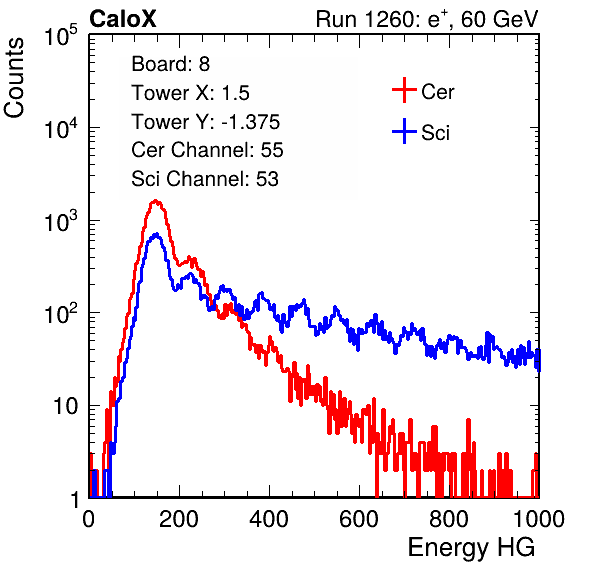 CaloX Run 1260: e⁺, 60 GeV
Counts
Board: 8
Tower X: 1.5
Tower Y: -1.375
Cer Channel: 55
Sci Channel: 53
Cer
Sci
10⁵
10⁴
10³
10²
10
1
0 200 400 600 800 1000
Energy HG